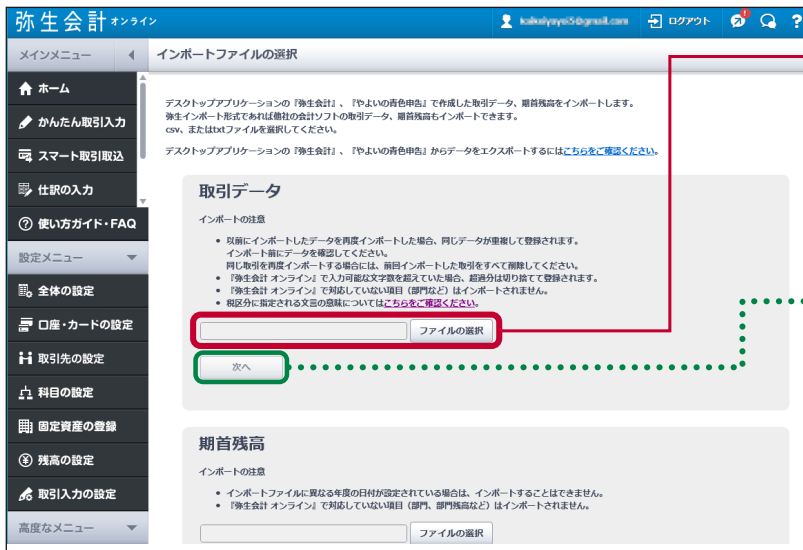 弥生会計 オンライン
ログアウト
?
メインメニュー
インポートファイルの選択
ホーム
かんたん取引入力
スマート取引取込
仕訳の入力
使い方ガイド・FAQ
設定メニュー
全体の設定
口座・カードの設定
取引先の設定
科目の設定
固定資産の登録
残高の設定
取引入力の設定
高度なメニュー
デスクトップアプリケーションの『弥生会計』、『やよいの青色申告』で作成した取引データ、期首残高をインポートします。
弥生インポート形式であれば他社の会計ソフトの取引データ、期首残高もインポートできます。
csv、またはtxtファイルを選択してください。
デスクトップアプリケーションの『弥生会計』、『やよいの青色申告』からデータをエクスポートするにはこちらをご確認ください。
取引データ
インポートの注意
• 以前にインポートしたデータを再度インポートした場合、同じデータが重複して登録されます。
インポート前にデータを確認してください。
同じ取引を再度インポートする場合には、前回インポートした取引をすべて削除してください。
• 『弥生会計 オンライン』で入力可能な文字数を超えていた場合、超過分は切り捨てて登録されます。
• 『弥生会計 オンライン』で対応していない項目（部門など）はインポートされません。
• 税区分に指定される文言の意味についてはこちらをご確認ください。
ファイルの選択
次へ
期首残高
インポートの注意
• インポートファイルに異なる年度の日付が設定されている場合は、インポートすることはできません。
• 『弥生会計 オンライン』で対応していない項目（部門、部門残高など）はインポートされません。
ファイルの選択